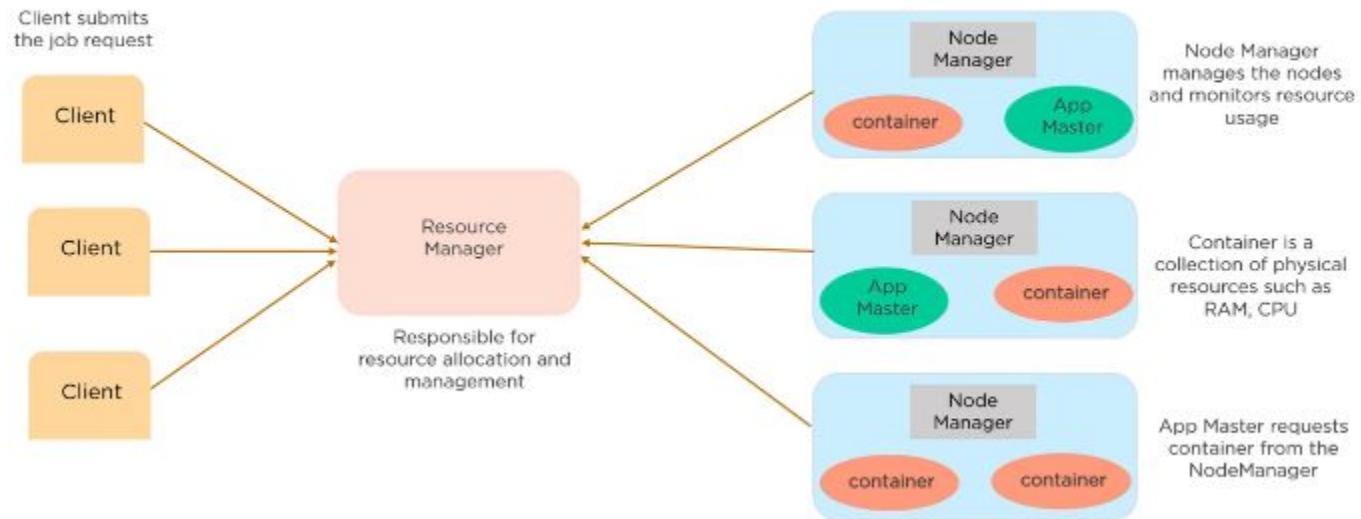 Client submits
the job request
Client
Client
Client
Resource
Manager
Responsible for
resource allocation and
management
Node
Manager
container
App
Master
Node
Manager
App
Master
container
Node
Manager
container
container
Node Manager
manages the nodes
and monitors resource
usage
Container is a
collection of physical
resources such as
RAM, CPU
App Master requests
container from the
NodeManager